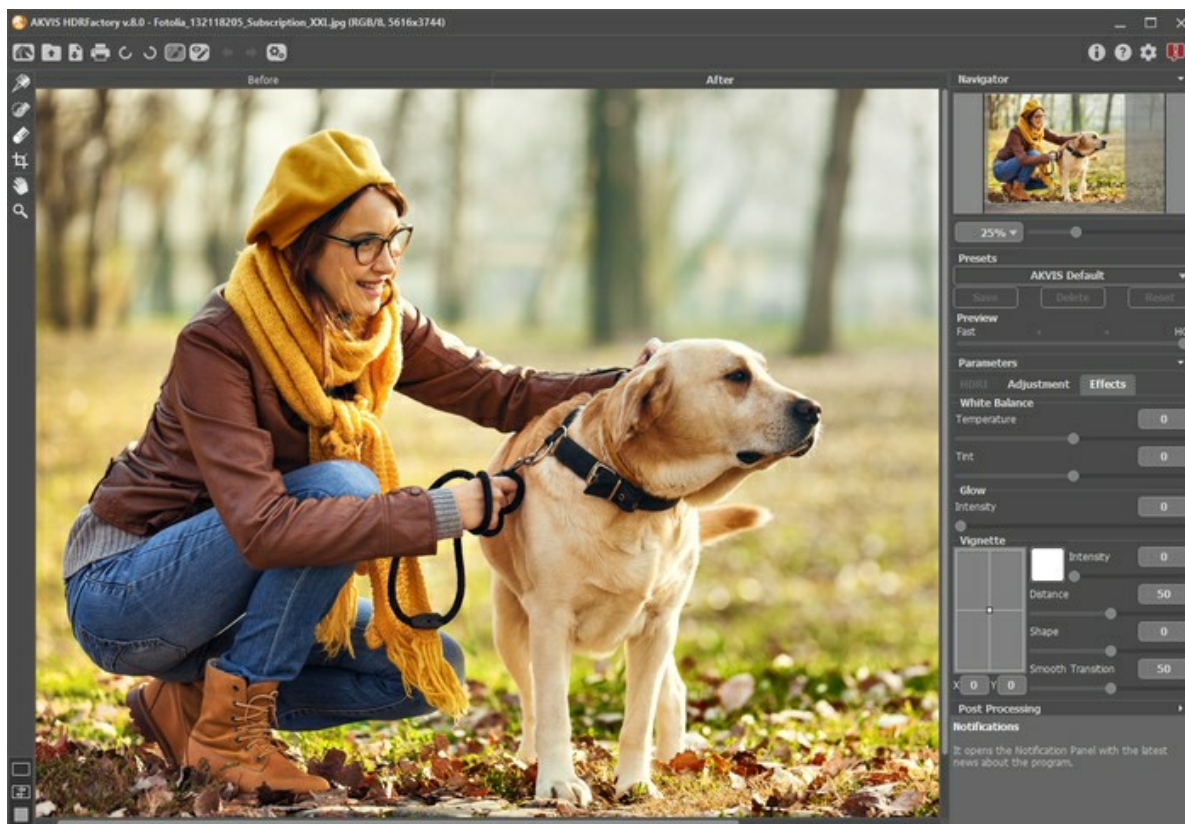 AKVIS HDRFactory v.8.0 - Fotolia_132118205_Subscription_XXL.jpg (RGB/8, 5616x3744)
Before
After
Navigator
25%
Presets
AKVIS Default
Save
Delete
Reset
Preview
Fast
HQ
Parameters
HDRI
Adjustment
Effects
White Balance
Temperature
0
Tint
0
Glow
Intensity
0
Vignette
Intensity
0
Distance
50
Shape
0
Smooth Transition
50
X 0
Y 0
Post Processing
Notifications
It opens the Notification Panel with the latest
news about the program.